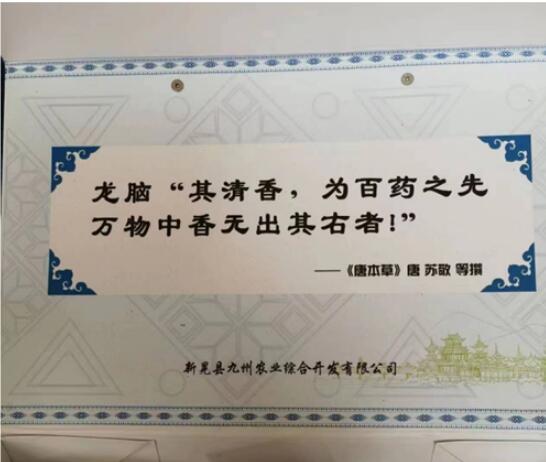 龙脑“其清香，为百药之先
万物中香无出其右者！”
——《唐本草》唐 苏敬 等撰
新晃县九州农业综合开发有限公司